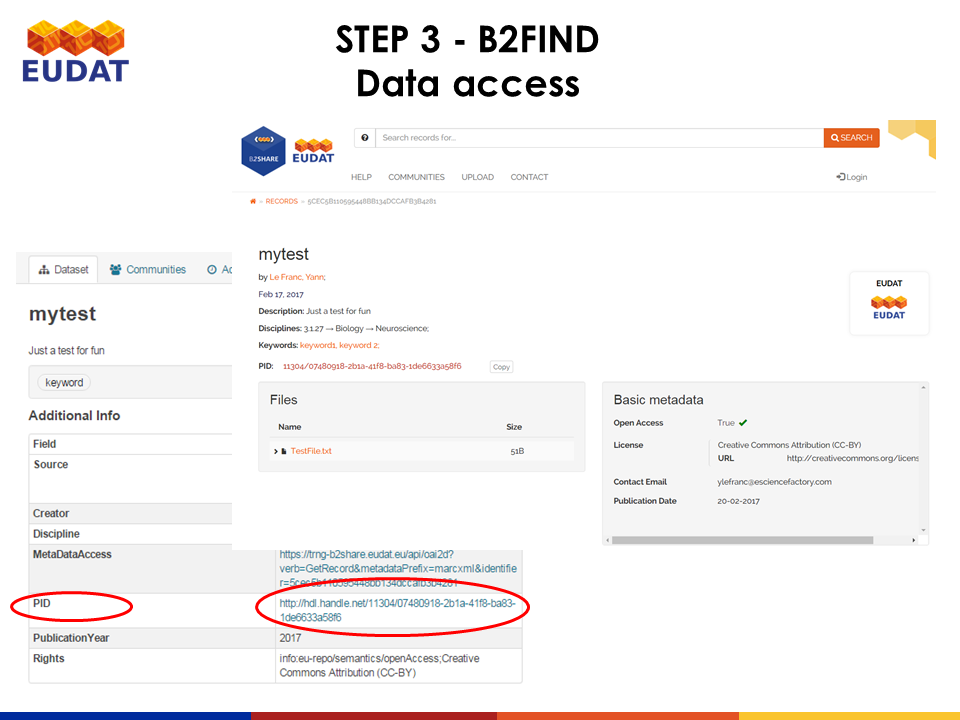 EUDAT
STEP 3 - B2FIND
Data access
B2SHARE
EUDAT
Search records for...
SEARCH
HELP COMMUNITIES UPLOAD CONTACT
Login
» RECORDS » 5CEC5B110595448BB134DCCAFB3B4281
mytest
by Le Franc, Yann;
Feb 17, 2017
Description: Just a test for fun
Disciplines: 3.1.27 → Biology → Neuroscience;
Keywords: keyword1, keyword 2,
PID: 11304/07480918-2b1a-41f8-ba83-1de6633a58f6
Copy
EUDAT
EUDAT
Files
Name Size
TestFile.txt 51B
Basic metadata
Open Access True
License Creative Commons Attribution (CC-BY)
URL http://creativecommons.org/licens
Contact Email ylefranc@esciencefactory.com
Publication Date 20-02-2017
Dataset Communities Ac
mytest
Just a test for fun
keyword
Additional Info
Field
Source
Creator
Discipline
MetaDataAccess https://trng-b2share.eudat.eu/api/oai2d?
verb=GetRecord&metadataPrefix=marcxml&identifie
r=5cec5b110595448bb134dccafb3b4281
PID http://hdl.handle.net/11304/07480918-2b1a-41f8-ba83-
1de6633a58f6
PublicationYear 2017
Rights info:eu-repo/semantics/openAccess;Creative
Commons Attribution (CC-BY)